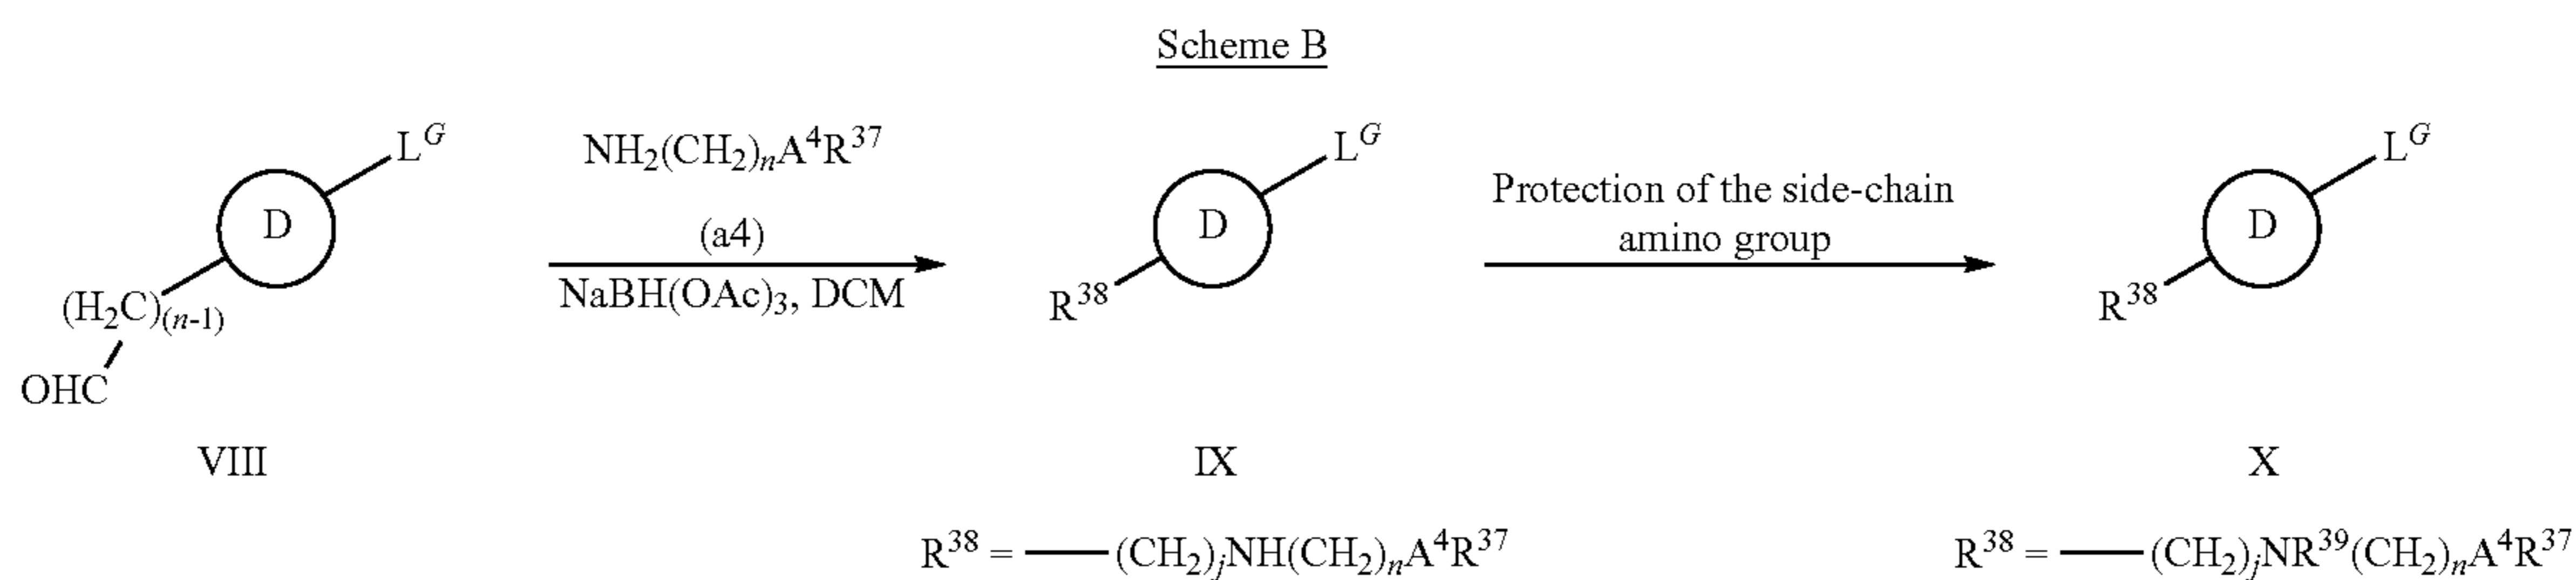 Scheme B
L^G
D
(H₂C)₍ₙ₋₁₎
OHC
VIII
NH₂(CH₂)ₙA⁴R³⁷
(a4)
NaBH(OAc)₃, DCM
L^G
D
R³⁸
IX
R³⁸ = —(CH₂)ⱼNH(CH₂)ₙA⁴R³⁷
Protection of the side-chain
amino group
L^G
D
R³⁸
X
R³⁸ = —(CH₂)ⱼNR³⁹(CH₂)ₙA⁴R³⁷